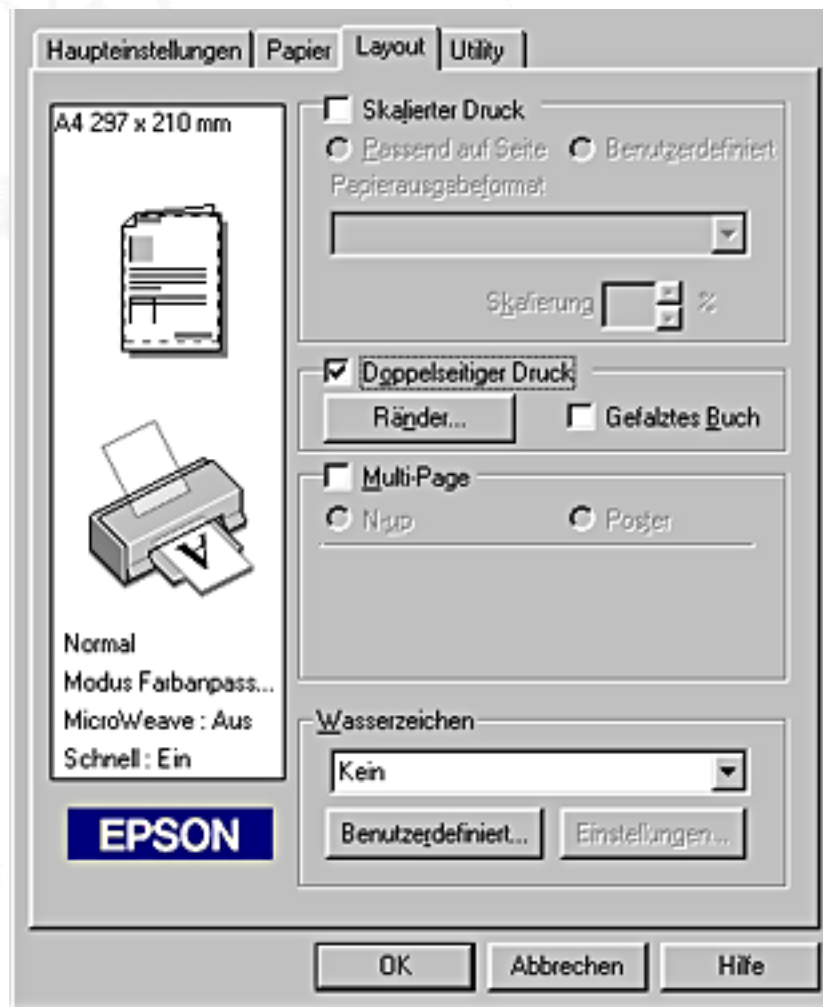 Haupteinstellungen Papier Layout Utility
A4 297 x 210 mm
A
Normal
Modus Farbanpass...
MicroWeave : Aus
Schnell : Ein
EPSON
Skalierter Druck
Passend auf Seite Benutzerdefiniert
Papierausgabeformat
Skalierung %
Doppelseitiger Druck
Ränder... Gefalztes Buch
Multi-Page
N-up Poster
Wasserzeichen
Kein
Benutzerdefiniert... Einstellungen...
OK Abbrechen Hilfe